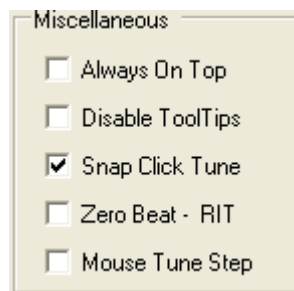 Miscellaneous
Always On Top
Disable ToolTips
Snap Click Tune
Zero Beat - RIT
Mouse Tune Step